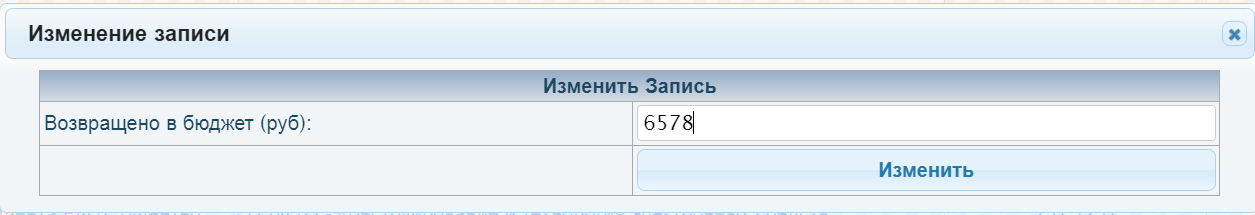 Изменение записи
Изменить Запись
Возвращено в бюджет (руб): 6578
Изменить